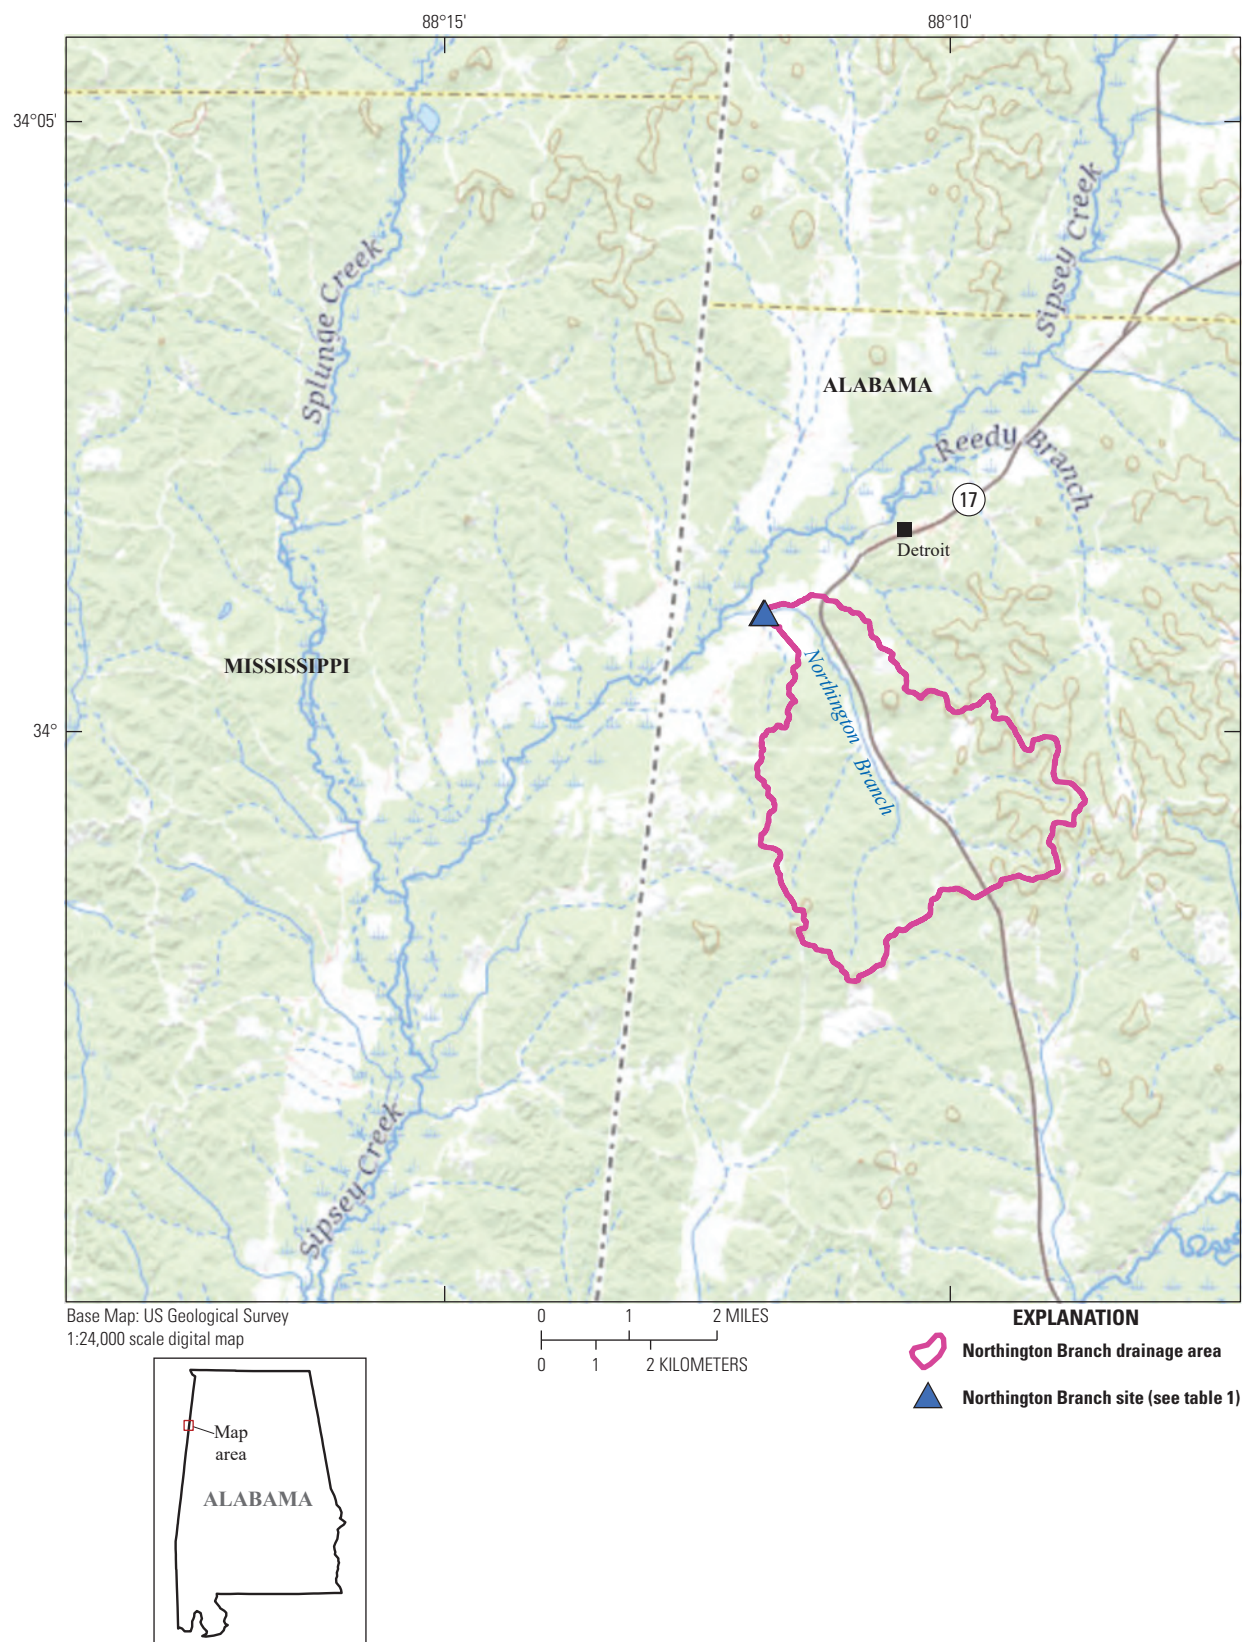 88°15'
88°10'
34°05'
Splunge Creek
Sipsey Creek
ALABAMA
Reedy Branch
17
Detroit
MISSISSIPPI
Northington Branch
34°
Sipsey Creek
Base Map: US Geological Survey
1:24,000 scale digital map
0 1 2 MILES
0 1 2 KILOMETERS
EXPLANATION
Northington Branch drainage area
Northington Branch site (see table 1)
Map
area
ALABAMA